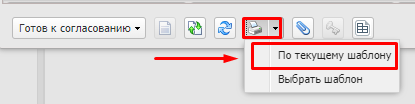 Готов к согласованию
По текущему шаблону
Выбрать шаблон